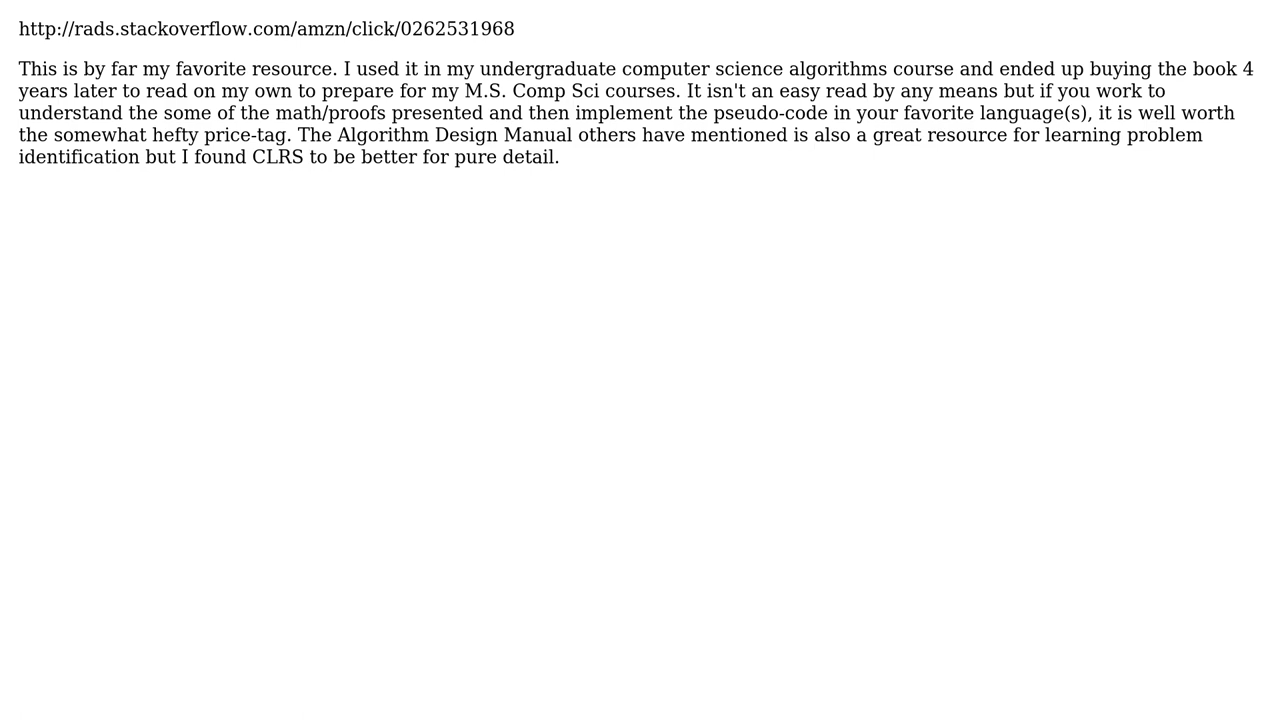 http://rads.stackoverflow.com/amzn/click/0262531968
This is by far my favorite resource. I used it in my undergraduate computer science algorithms course and ended up buying the book 4
years later to read on my own to prepare for my M.S. Comp Sci courses. It isn't an easy read by any means but if you work to
understand the some of the math/proofs presented and then implement the pseudo-code in your favorite language(s), it is well worth
the somewhat hefty price-tag. The Algorithm Design Manual others have mentioned is also a great resource for learning problem
identification but I found CLRS to be better for pure detail.